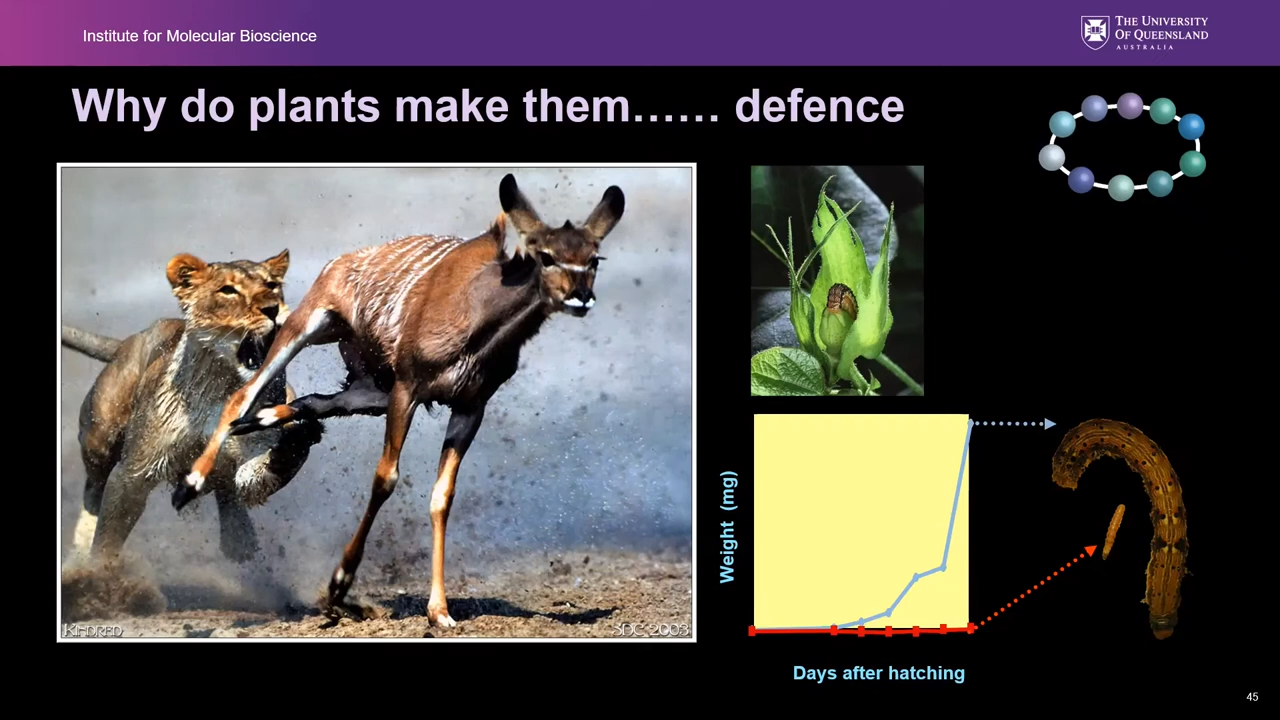 Institute for Molecular Bioscience
THE UNIVERSITY
OF QUEENSLAND
AUSTRALIA
Why do plants make them...... defence
KINDRED
SDC 2003
Weight (mg)
Days after hatching
45